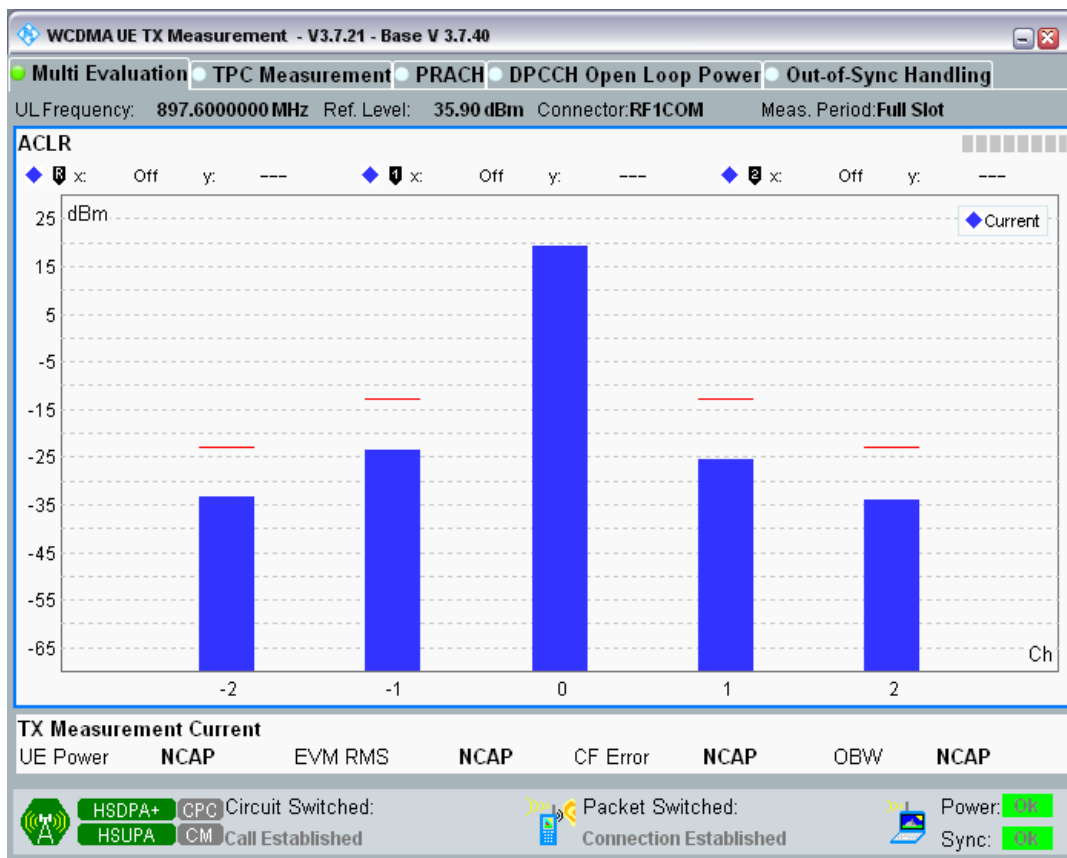 WCDMA UE TX Measurement - V3.7.21 - Base V 3.7.40
Multi Evaluation TPC Measurement PRACH DPCCH Open Loop Power Out-of-Sync Handling
UL Frequency: 897.6000000 MHz Ref. Level: 35.90 dBm Connector:RF1COM Meas. Period:Full Slot
ACLR
R x: Off y: --- 1 x: Off y: --- 2 x: Off y: ---
dBm
Current
25
15
5
-5
-15
-25
-35
-45
-55
-65
Ch
-2 -1 0 1 2
TX Measurement Current
UE Power NCAP EVM RMS NCAP CF Error NCAP OBW NCAP
HSDPA+ CPC Circuit Switched: Packet Switched: Power: Ok
HSUPA CM Call Established Connection Established Sync: Ok